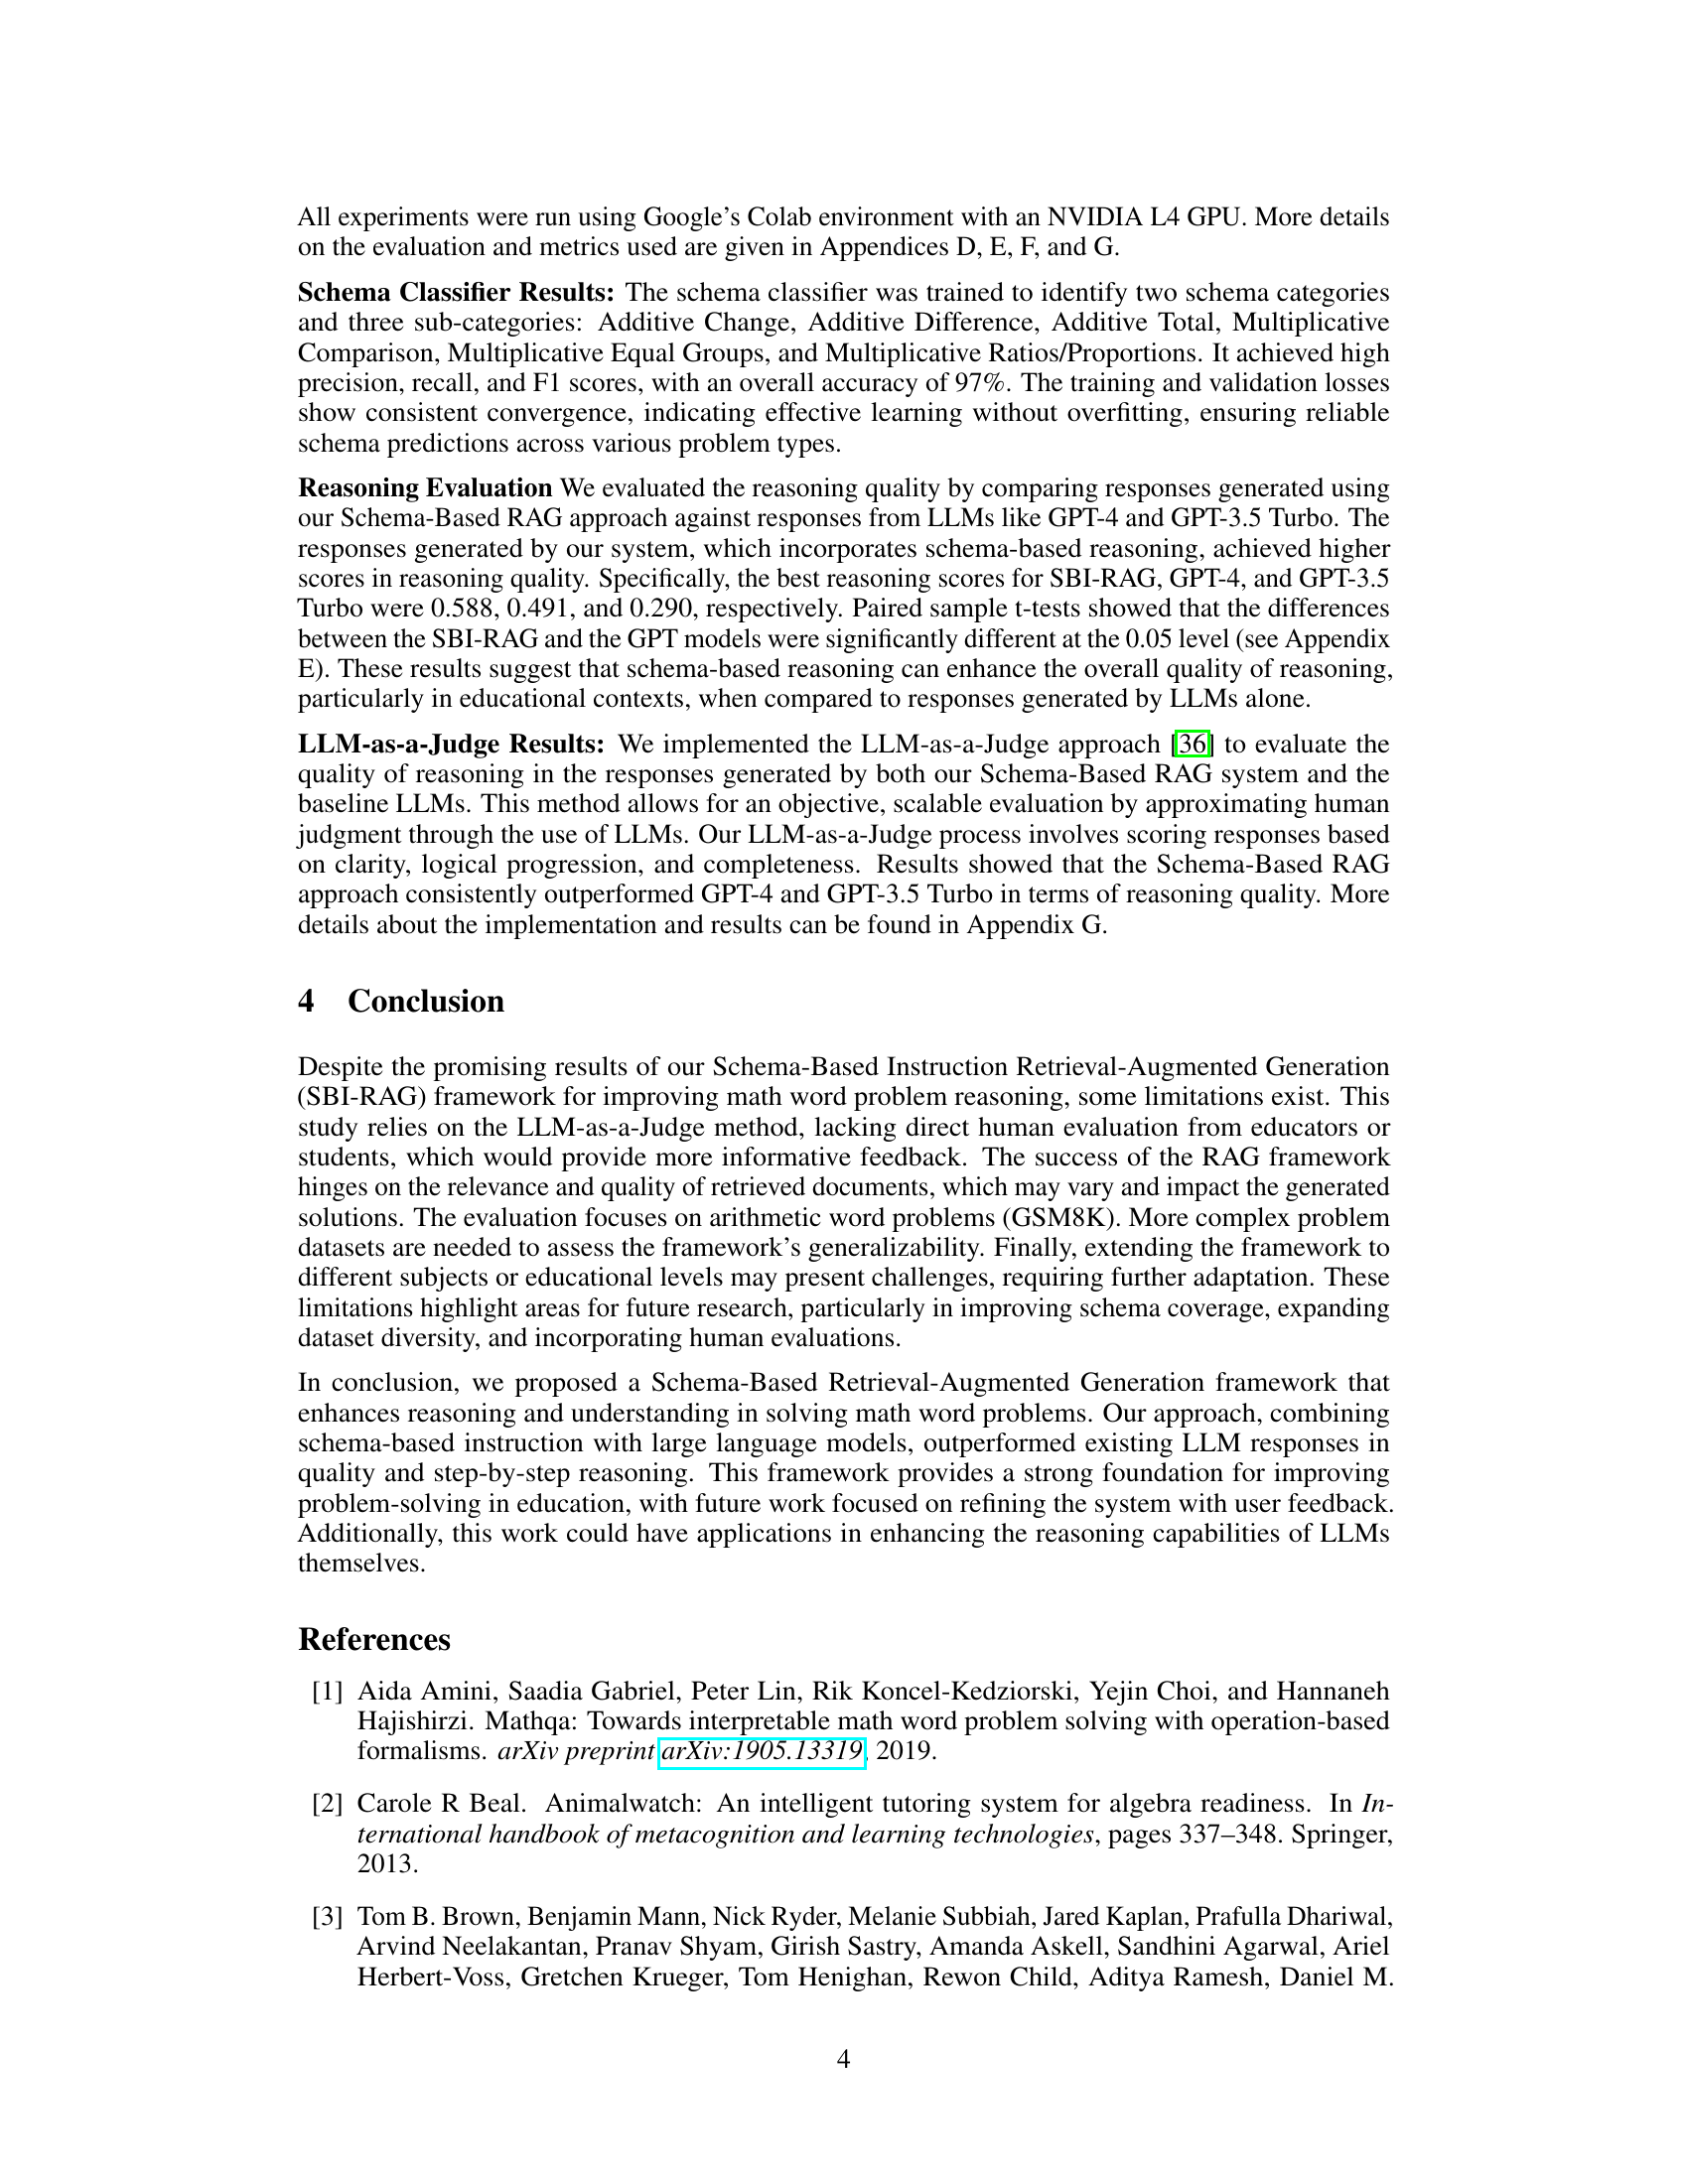 All experiments were run using Google's Colab environment with an NVIDIA L4 GPU. More details
on the evaluation and metrics used are given in Appendices D, E, F, and G.
Schema Classifier Results: The schema classifier was trained to identify two schema categories
and three sub-categories: Additive Change, Additive Difference, Additive Total, Multiplicative
Comparison, Multiplicative Equal Groups, and Multiplicative Ratios/Proportions. It achieved high
precision, recall, and F1 scores, with an overall accuracy of 97%. The training and validation losses
show consistent convergence, indicating effective learning without overfitting, ensuring reliable
schema predictions across various problem types.
Reasoning Evaluation We evaluated the reasoning quality by comparing responses generated using
our Schema-Based RAG approach against responses from LLMs like GPT-4 and GPT-3.5 Turbo. The
responses generated by our system, which incorporates schema-based reasoning, achieved higher
scores in reasoning quality. Specifically, the best reasoning scores for SBI-RAG, GPT-4, and GPT-3.5
Turbo were 0.588, 0.491, and 0.290, respectively. Paired sample t-tests showed that the differences
between the SBI-RAG and the GPT models were significantly different at the 0.05 level (see Appendix
E). These results suggest that schema-based reasoning can enhance the overall quality of reasoning,
particularly in educational contexts, when compared to responses generated by LLMs alone.
LLM-as-a-Judge Results: We implemented the LLM-as-a-Judge approach [36] to evaluate the
quality of reasoning in the responses generated by both our Schema-Based RAG system and the
baseline LLMs. This method allows for an objective, scalable evaluation by approximating human
judgment through the use of LLMs. Our LLM-as-a-Judge process involves scoring responses based
on clarity, logical progression, and completeness. Results showed that the Schema-Based RAG
approach consistently outperformed GPT-4 and GPT-3.5 Turbo in terms of reasoning quality. More
details about the implementation and results can be found in Appendix G.
4 Conclusion
Despite the promising results of our Schema-Based Instruction Retrieval-Augmented Generation
(SBI-RAG) framework for improving math word problem reasoning, some limitations exist. This
study relies on the LLM-as-a-Judge method, lacking direct human evaluation from educators or
students, which would provide more informative feedback. The success of the RAG framework
hinges on the relevance and quality of retrieved documents, which may vary and impact the generated
solutions. The evaluation focuses on arithmetic word problems (GSM8K). More complex problem
datasets are needed to assess the framework's generalizability. Finally, extending the framework to
different subjects or educational levels may present challenges, requiring further adaptation. These
limitations highlight areas for future research, particularly in improving schema coverage, expanding
dataset diversity, and incorporating human evaluations.
In conclusion, we proposed a Schema-Based Retrieval-Augmented Generation framework that
enhances reasoning and understanding in solving math word problems. Our approach, combining
schema-based instruction with large language models, outperformed existing LLM responses in
quality and step-by-step reasoning. This framework provides a strong foundation for improving
problem-solving in education, with future work focused on refining the system with user feedback.
Additionally, this work could have applications in enhancing the reasoning capabilities of LLMs
themselves.
References
[1] Aida Amini, Saadia Gabriel, Peter Lin, Rik Koncel-Kedziorski, Yejin Choi, and Hannaneh
Hajishirzi. Mathqa: Towards interpretable math word problem solving with operation-based
formalisms. arXiv preprint arXiv:1905.13319, 2019.
[2] Carole R Beal. Animalwatch: An intelligent tutoring system for algebra readiness. In In-
ternational handbook of metacognition and learning technologies, pages 337–348. Springer,
2013.
[3] Tom B. Brown, Benjamin Mann, Nick Ryder, Melanie Subbiah, Jared Kaplan, Prafulla Dhariwal,
Arvind Neelakantan, Pranav Shyam, Girish Sastry, Amanda Askell, Sandhini Agarwal, Ariel
Herbert-Voss, Gretchen Krueger, Tom Henighan, Rewon Child, Aditya Ramesh, Daniel M.
4